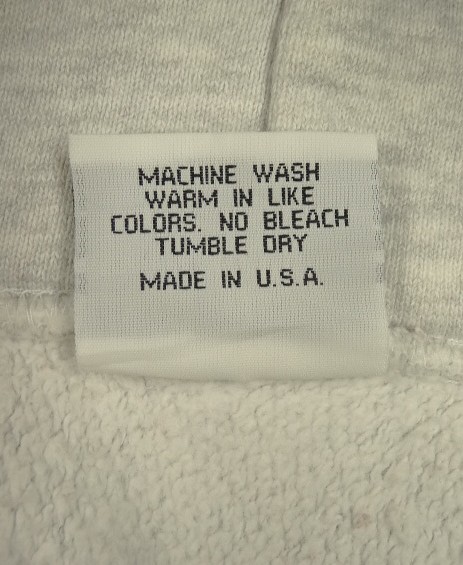 MACHINE WASH
WARM IN LIKE
COLORS. NO BLEACH
TUMBLE DRY
MADE IN U.S.A.